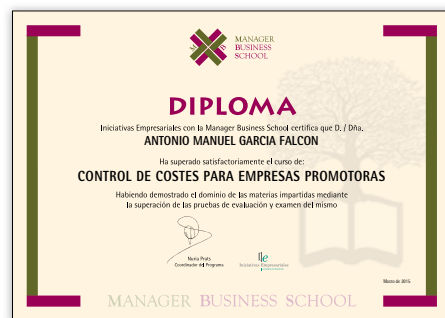 M B
MANAGER
BUSINESS
SCHOOL
DIPLOMA
Iniciativas Empresariales con la Manager Business School certifica que D. / Dña.
ANTONIO MANUEL GARCIA FALCON
Ha superado satisfactoriamente el curso de:
CONTROL DE COSTES PARA EMPRESAS PROMOTORAS
Habiendo demostrado el dominio de las materias impartidas mediante
la superación de las pruebas de evaluación y examen del mismo
Nuria Prats
Coordinador del Programa
Iniciativas Empresariales
Marzo de 2015
MANAGER BUSINESS SCHOOL